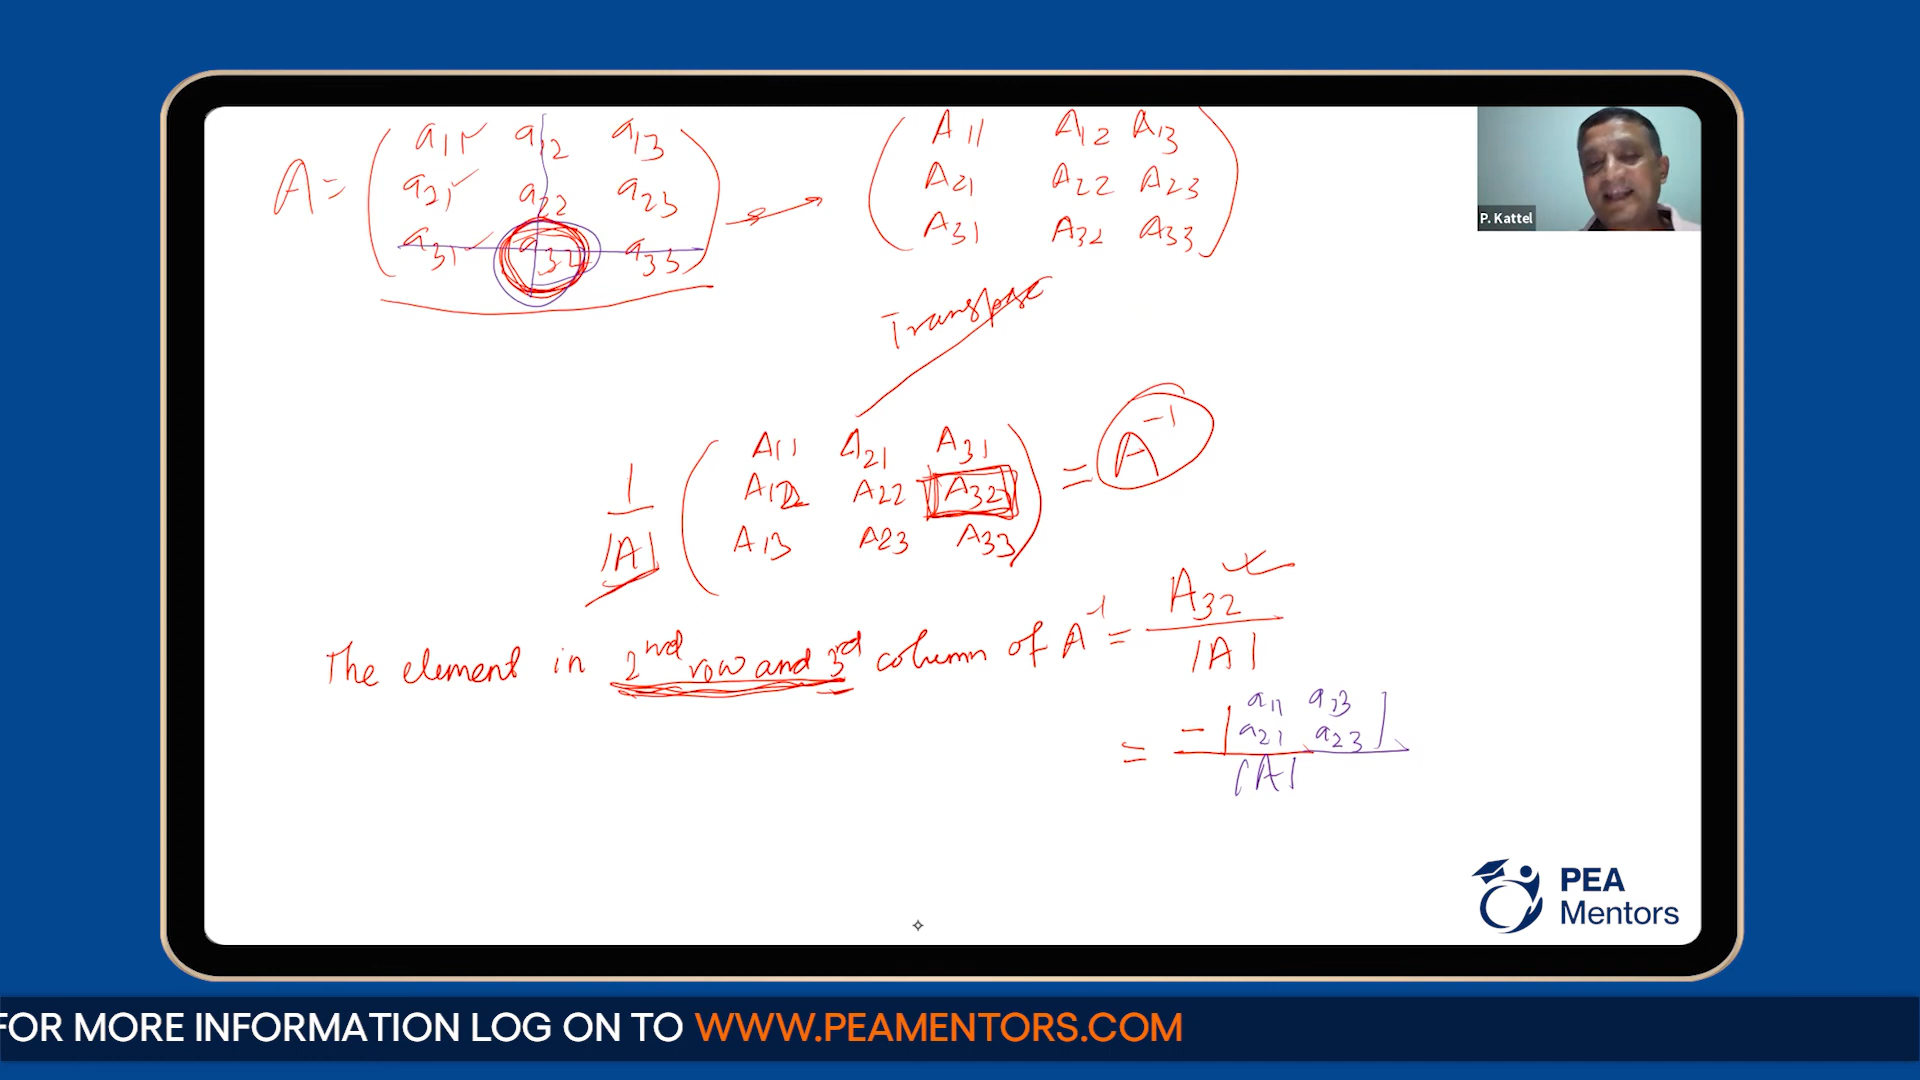 A = ( a11 a12 a13
a21 a22 a23
a31 a32 a33 ) → ( A11 A12 A13
A21 A22 A23
A31 A32 A33 )
P. Kattel
Transpose
1/|A| ( A11 A21 A31
A12 A22 A32
A13 A23 A33 ) = A⁻¹
The element in 2nd row and 3rd column of A⁻¹ = A32 / |A|
= - | a11 a13
a21 a23 | / |A|
PEA
Mentors
FOR MORE INFORMATION LOG ON TO WWW.PEAMENTORS.COM